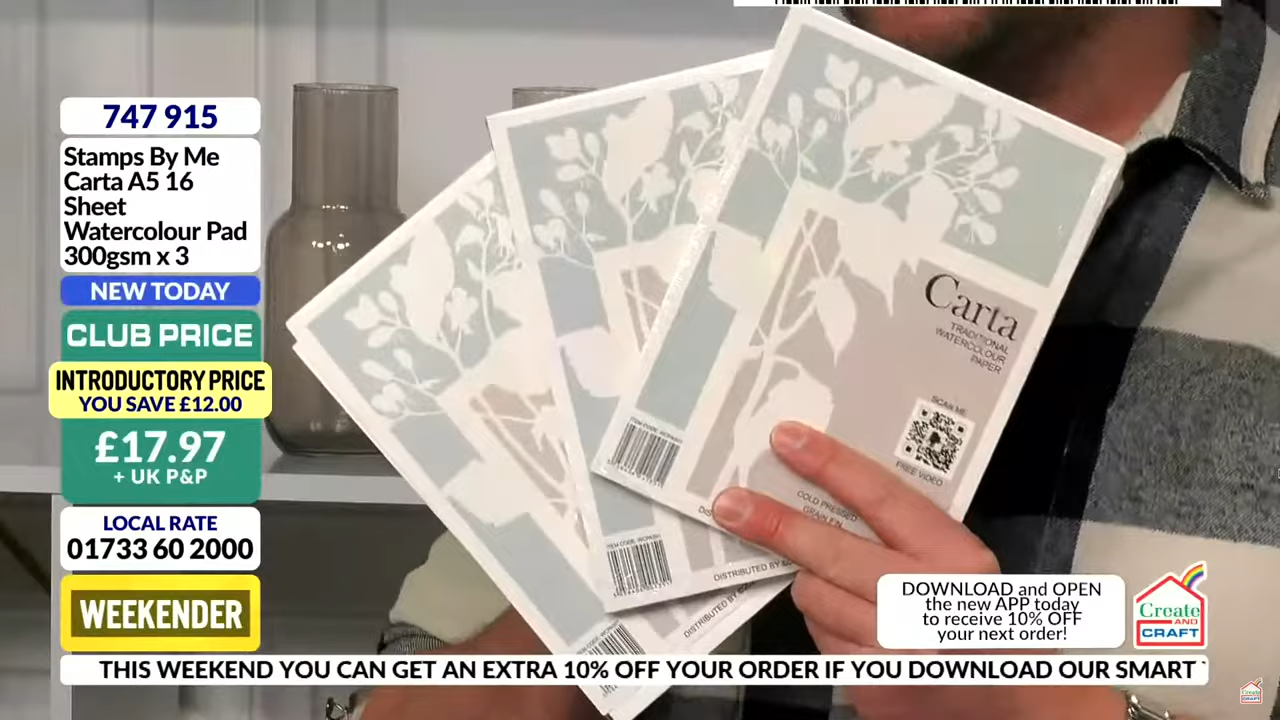 747 915
Stamps By Me
Carta A5 16
Sheet
Watercolour Pad
300gsm x 3
NEW TODAY
CLUB PRICE
INTRODUCTORY PRICE
YOU SAVE £12.00
£17.97
+ UK P&P
LOCAL RATE
01733 60 2000
WEEKENDER
Carta
TRADITIONAL
WATERCOLOUR
PAPER
SCAN ME
FREE VIDEO
COLD PRESSED
DISTRIBUTED BY
DISTRIBUTED BY
DOWNLOAD and OPEN
the new APP today
to receive 10% OFF
your next order!
Create
AND
CRAFT
THIS WEEKEND YOU CAN GET AN EXTRA 10% OFF YOUR ORDER IF YOU DOWNLOAD OUR SMART